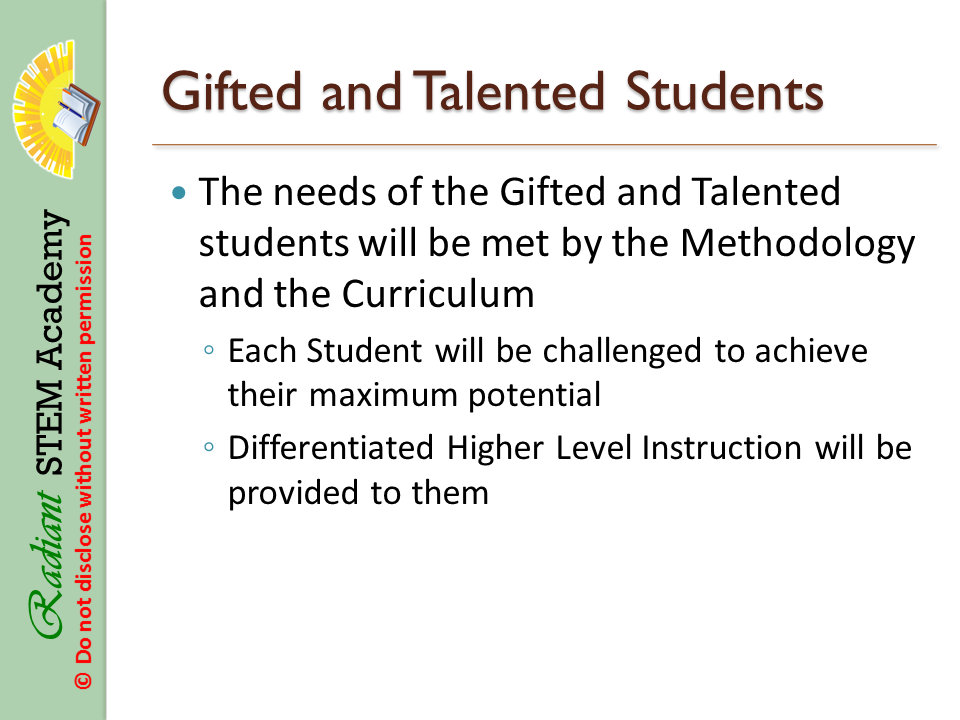 Gifted and Talented Students
• The needs of the Gifted and Talented
students will be met by the Methodology
and the Curriculum
◦ Each Student will be challenged to achieve
their maximum potential
◦ Differentiated Higher Level Instruction will be
provided to them
Radiant STEM Academy
© Do not disclose without written permission